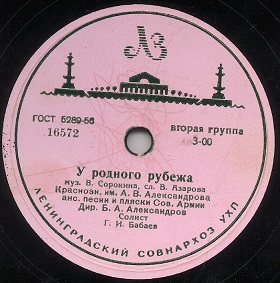 ЛЗ
ГОСТ 5289-56
16572
вторая группа
3-00
У родного рубежа
муз. В. Сорокина, сл. В. Азарова
Краснозн. им. А. В. Александрова
анс. песни и пляски Сов. Армии
Дир. Б. А. Александров
Солист
Г. И. Бабаев
ЛЕНИНГРАДСКИЙ СОВНАРХОЗ УХП